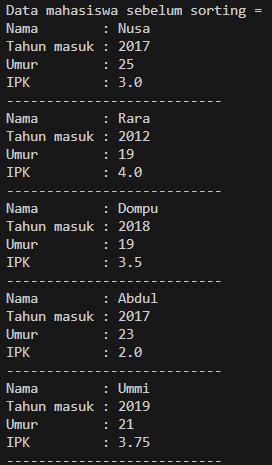 Data mahasiswa sebelum sorting =
Nama        : Nusa
Tahun masuk : 2017
Umur        : 25
IPK         : 3.0
---------------------------
Nama        : Rara
Tahun masuk : 2012
Umur        : 19
IPK         : 4.0
---------------------------
Nama        : Dompu
Tahun masuk : 2018
Umur        : 19
IPK         : 3.5
---------------------------
Nama        : Abdul
Tahun masuk : 2017
Umur        : 23
IPK         : 2.0
---------------------------
Nama        : Ummi
Tahun masuk : 2019
Umur        : 21
IPK         : 3.75
---------------------------